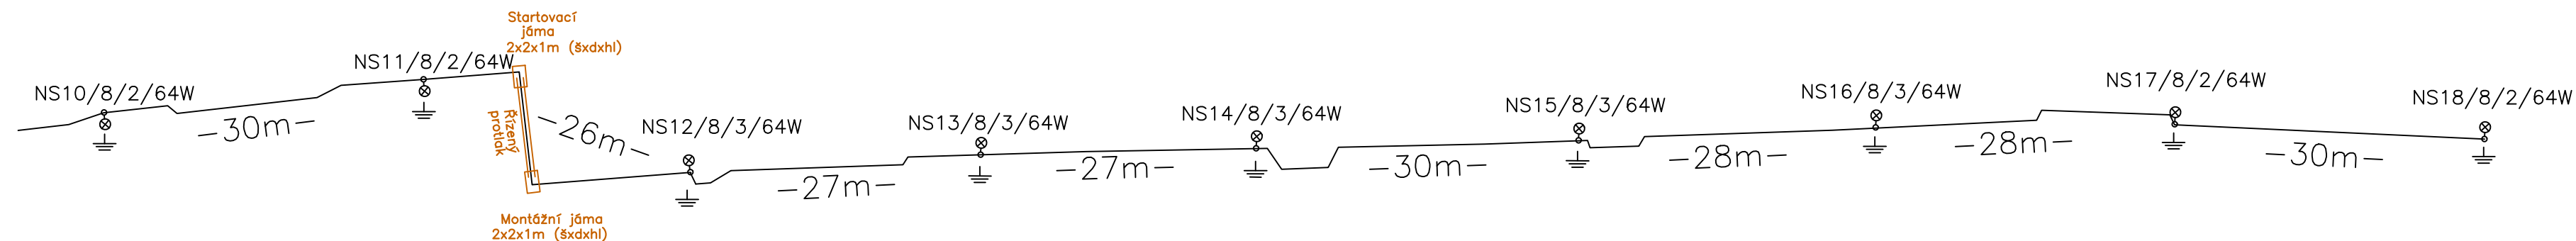 Startovací
jáma
2x2x1m (šxdxhl)
NS10/8/2/64W
-30m-
NS11/8/2/64W
Řízený
protlak
-26m-
Montážní jáma
2x2x1m (šxdxhl)
NS12/8/3/64W
-27m-
NS13/8/3/64W
-27m-
NS14/8/3/64W
-30m-
NS15/8/3/64W
-28m-
NS16/8/3/64W
-28m-
NS17/8/2/64W
-30m-
NS18/8/2/64W